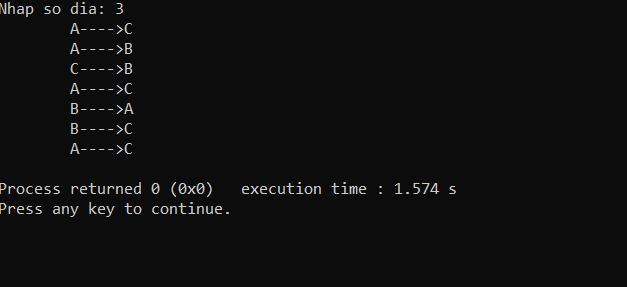 Nhap so dia: 3
A---->C
A---->B
C---->B
A---->C
B---->A
B---->C
A---->C
Process returned 0 (0x0)   execution time : 1.574 s
Press any key to continue.